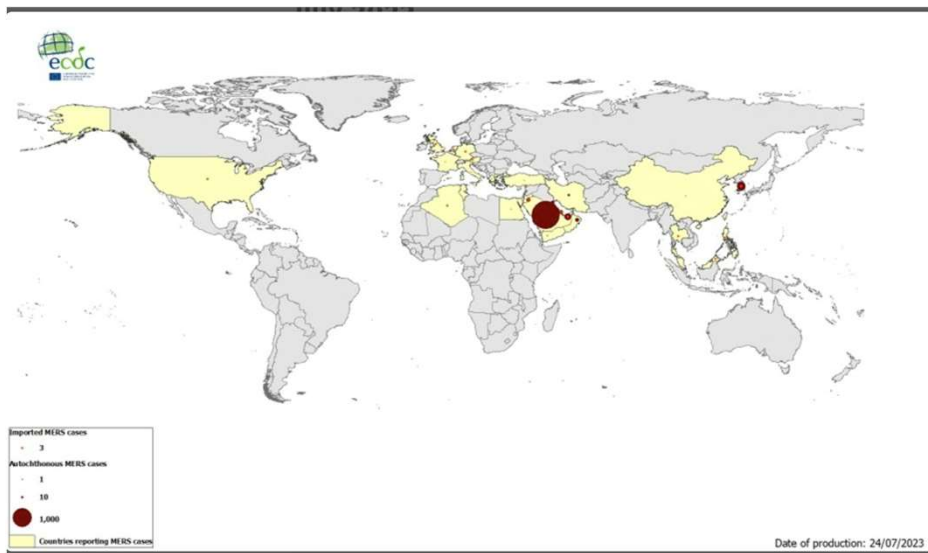 ecdc
Imported MERS cases
3
Autochthonous MERS cases
1
10
1,000
Countries reporting MERS cases
Date of production: 24/07/2023